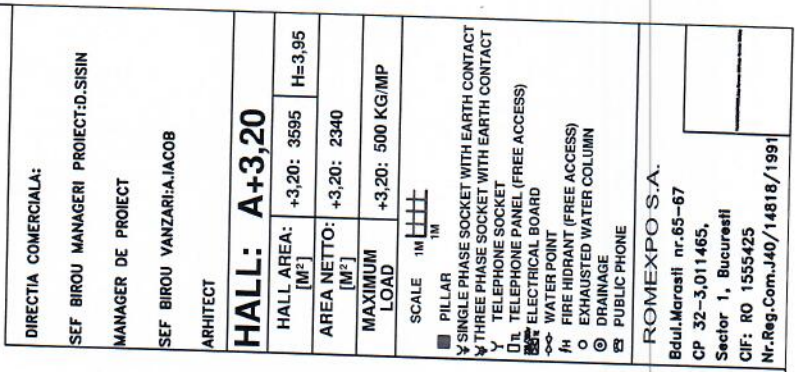 DIRECTIA COMERCIALA:
SEF BIROU MANAGERI PROIECT:D.SISIN
MANAGER DE PROIECT
SEF BIROU VANZARI:A.IACOB
ARHITECT
HALL: A+3,20
HALL AREA: [M²] +3,20: 3595 H=3,95
AREA NETTO: [M²] +3,20: 2340
MAXIMUM LOAD +3,20: 500 KG/MP
SCALE 1M 1M
PILLAR
SINGLE PHASE SOCKET WITH EARTH CONTACT
THREE PHASE SOCKET WITH EARTH CONTACT
TELEPHONE SOCKET
TL TELEPHONE PANEL (FREE ACCESS)
ELECTRICAL BOARD
WATER POINT
FIRE HIDRANT (FREE ACCESS)
EXHAUSTED WATER COLUMN
DRAINAGE
PUBLIC PHONE
ROMEXPO S.A.
Bdul.Marasti nr.65-67
CP 32-3,011465,
Sector 1, Bucuresti
CIF: RO 1555425
Nr.Reg.Com.J40/14818/1991